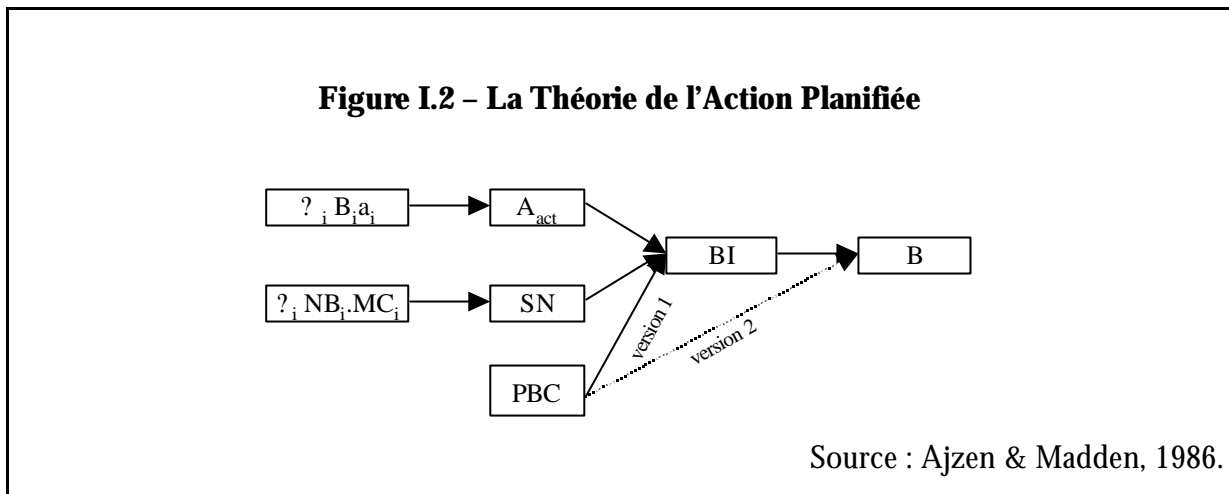 Figure I.2 – La Théorie de l'Action Planifiée
? i Biai
Aact
BI
B
?i NBi.MCi
SN
version 1
version 2
PBC
Source : Ajzen & Madden, 1986.